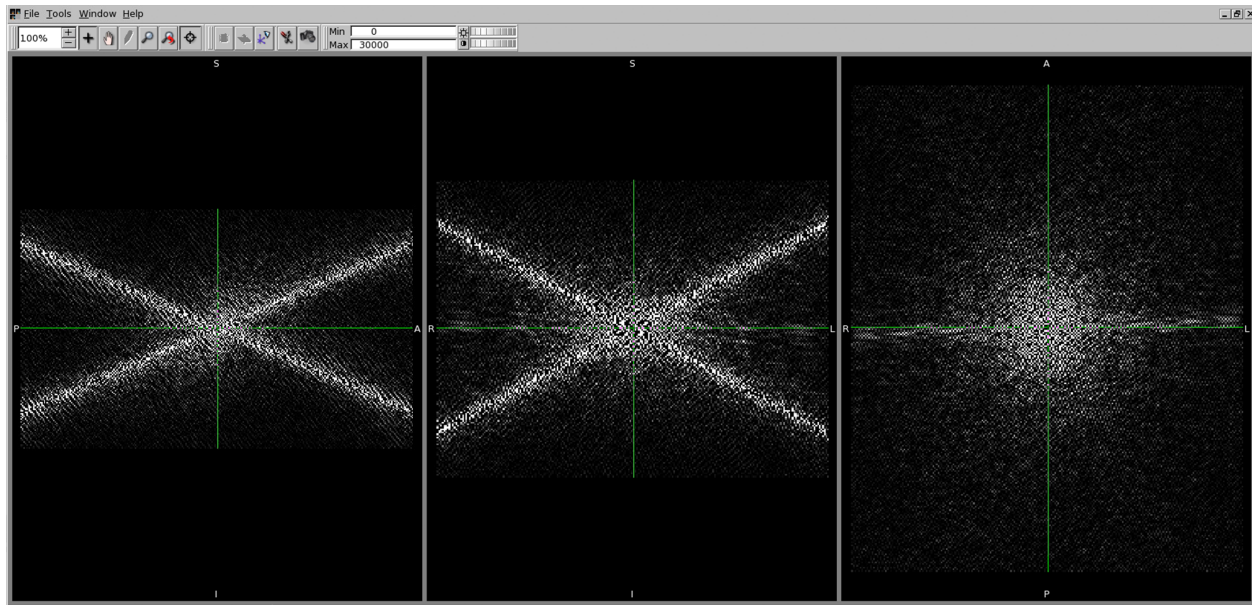 File Tools Window Help
100%
+
−
Min 0
Max 30000
S
S
A
P
A
R
L
R
L
I
I
P